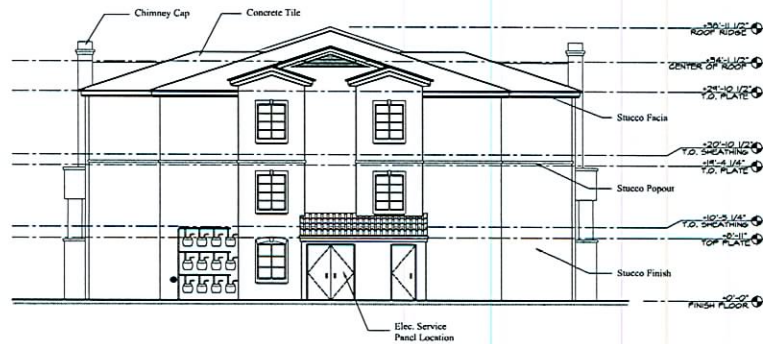 Chimney Cap
Concrete Tile
+38'-11 1/2"
ROOF RIDGE
+34'-1 1/2"
CENTER OF ROOF
+29'-10 1/2"
T.O. PLATE
Stucco Facia
+20'-10 1/2"
T.O. SHEATHING
+19'-4 1/4"
T.O. PLATE
Stucco Popout
+10'-5 1/4"
T.O. SHEATHING
+8'-11"
TOP PLATE
Stucco Finish
+0'-0"
FINISH FLOOR
Elec. Service
Panel Location